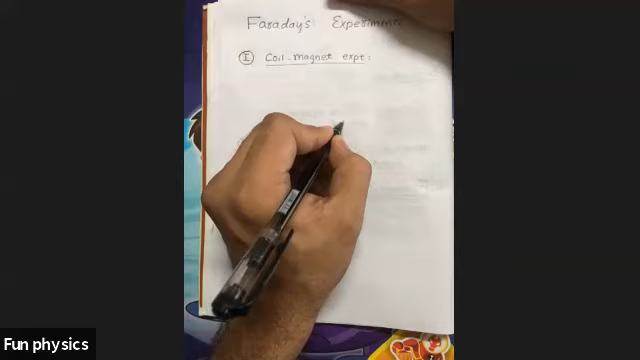 Faraday's Experiments
I Coil-magnet expt:
Fun physics